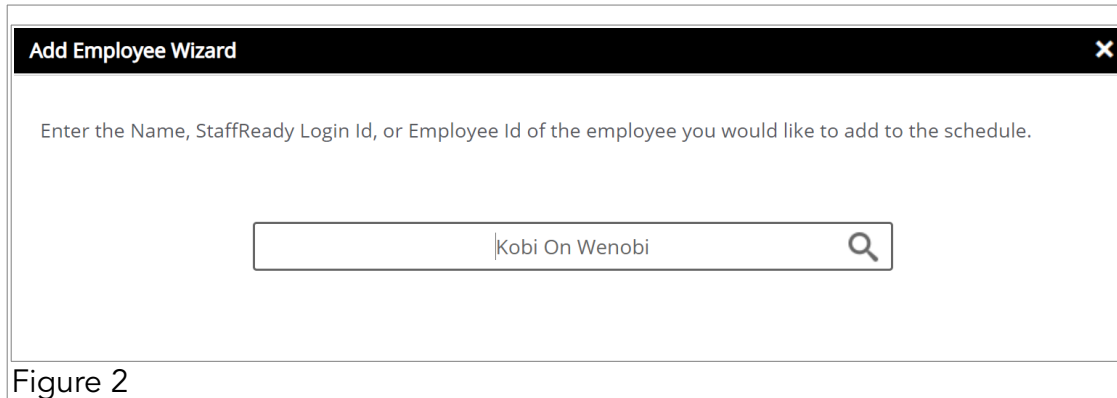 Add Employee Wizard
Enter the Name, StaffReady Login Id, or Employee Id of the employee you would like to add to the schedule.
Kobi On Wenobi
Figure 2